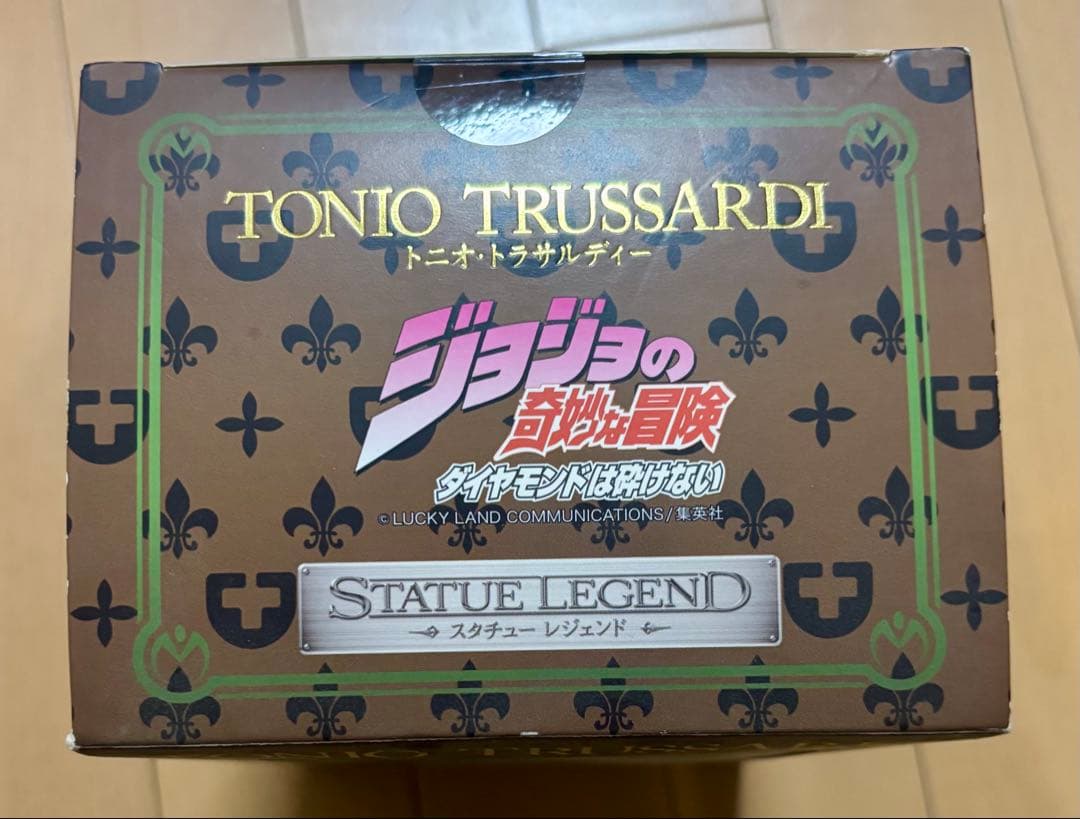 TONIO TRUSSARDI
トニオ・トラサルディー
ジョジョの
奇妙な冒険
ダイヤモンドは砕けない
©LUCKY LAND COMMUNICATIONS/集英社
STATUE LEGEND
スタチュー レジェンド